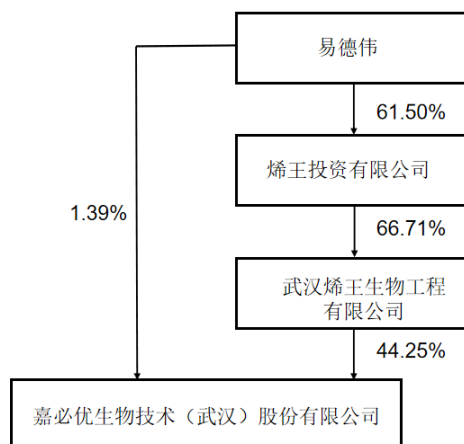 易德伟
61.50%
烯王投资有限公司
1.39%
66.71%
武汉烯王生物工程
有限公司
44.25%
嘉必优生物技术（武汉）股份有限公司